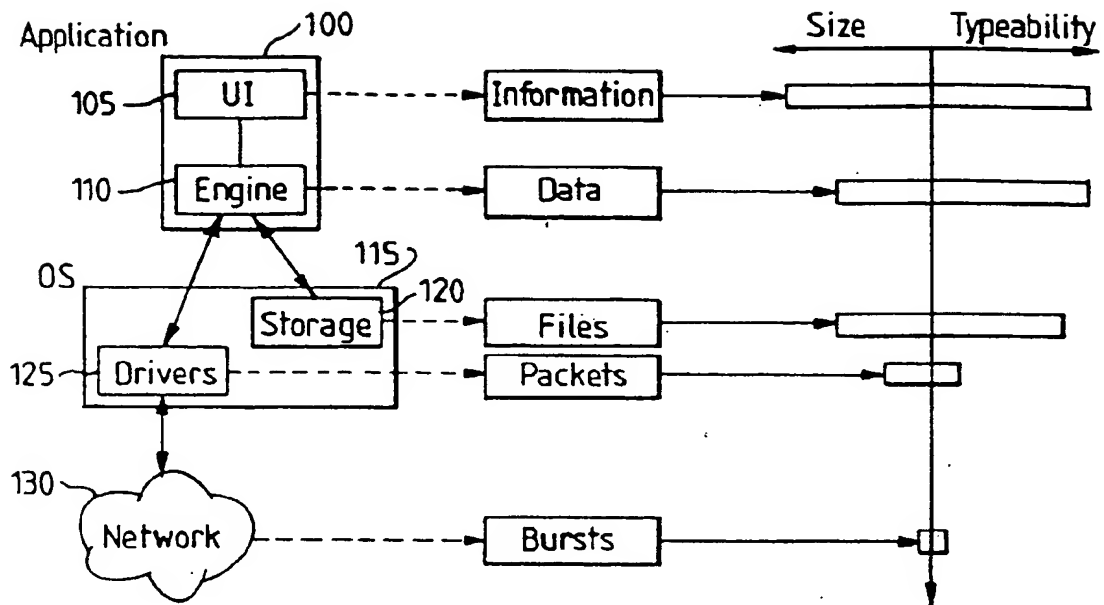 Application
100
Size
Typeability
105
UI
Information
110
Engine
Data
OS
115
120
Storage
Files
125
Drivers
Packets
130
Network
Bursts